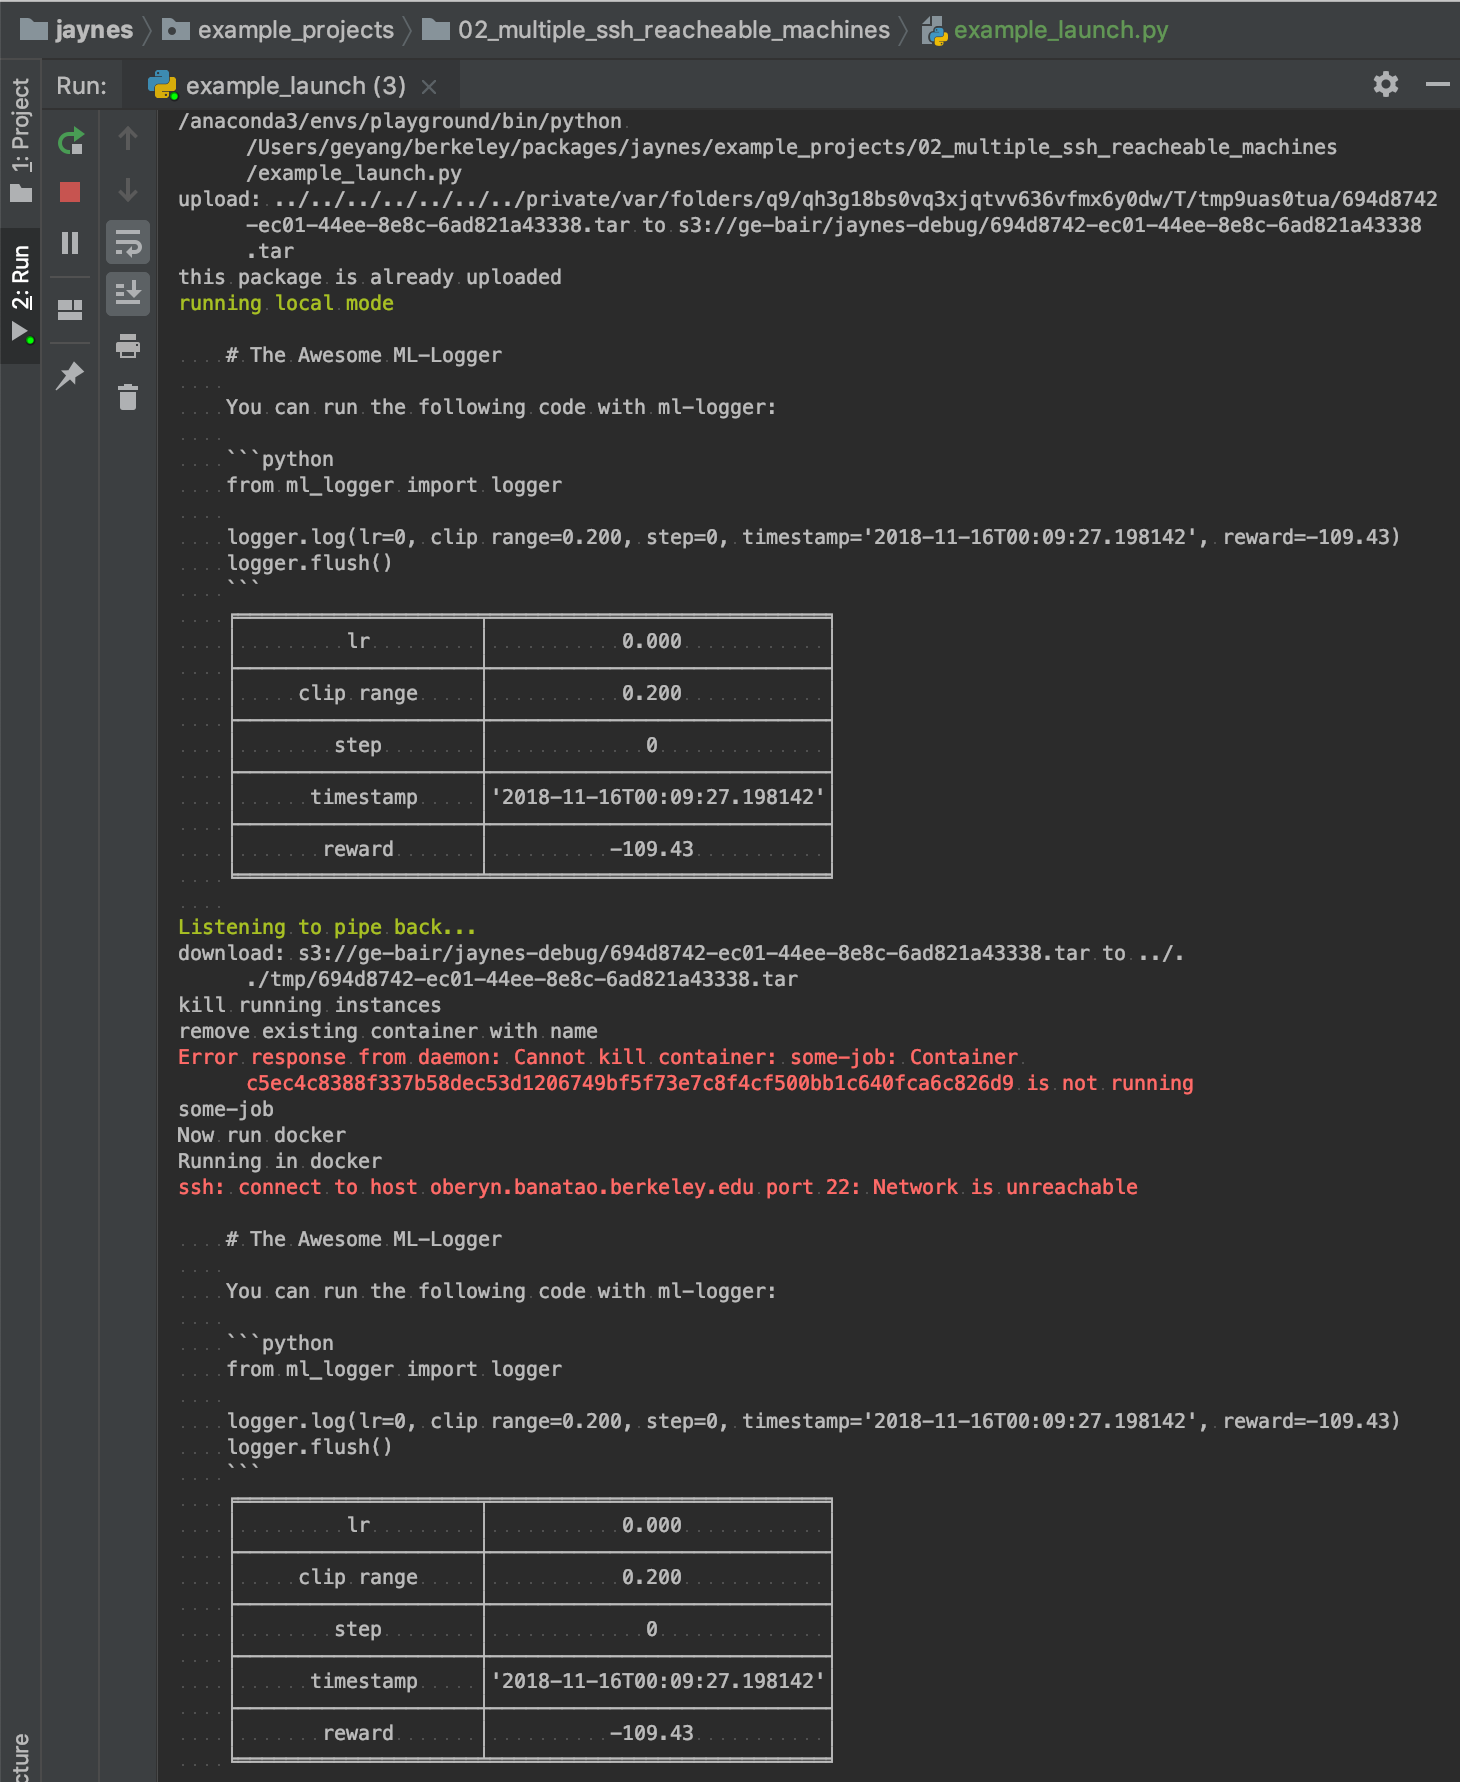 jaynes example_projects 02_multiple_ssh_reacheable_machines example_launch.py
Run: example_launch (3)
1: Project
2: Run
cture
/anaconda3/envs/playground/bin/python
/Users/geyang/berkeley/packages/jaynes/example_projects/02_multiple_ssh_reacheable_machines
/example_launch.py
upload: ../../../../../../../private/var/folders/q9/qh3g18bs0vq3xjqtvv636vfmx6y0dw/T/tmp9uas0tua/694d8742
-ec01-44ee-8e8c-6ad821a43338.tar to s3://ge-bair/jaynes-debug/694d8742-ec01-44ee-8e8c-6ad821a43338
.tar
this package is already uploaded
running local mode
# The Awesome ML-Logger
You can run the following code with ml-logger:
```python
from ml_logger import logger
logger.log(lr=0, clip range=0.200, step=0, timestamp='2018-11-16T00:09:27.198142', reward=-109.43)
logger.flush()
```
lr 0.000
clip range 0.200
step 0
timestamp '2018-11-16T00:09:27.198142'
reward -109.43
Listening to pipe back...
download: s3://ge-bair/jaynes-debug/694d8742-ec01-44ee-8e8c-6ad821a43338.tar to ../.
./tmp/694d8742-ec01-44ee-8e8c-6ad821a43338.tar
kill running instances
remove existing container with name
Error response from daemon: Cannot kill container: some-job: Container
c5ec4c8388f337b58dec53d1206749bf5f73e7c8f4cf500bb1c640fca6c826d9 is not running
some-job
Now run docker
Running in docker
ssh: connect to host oberyn.banatao.berkeley.edu port 22: Network is unreachable
# The Awesome ML-Logger
You can run the following code with ml-logger:
```python
from ml_logger import logger
logger.log(lr=0, clip range=0.200, step=0, timestamp='2018-11-16T00:09:27.198142', reward=-109.43)
logger.flush()
```
lr 0.000
clip range 0.200
step 0
timestamp '2018-11-16T00:09:27.198142'
reward -109.43